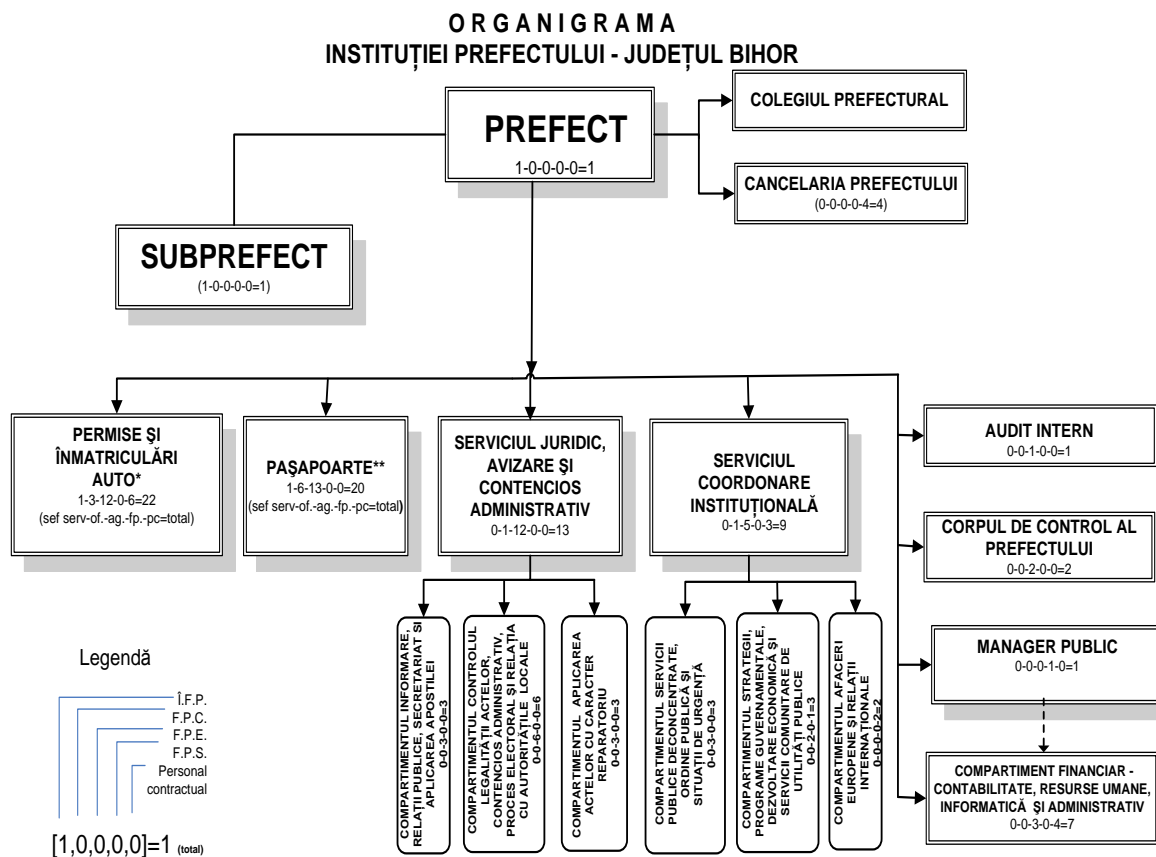 O R G A N I G R A M A
INSTITUȚIEI PREFECTULUI - JUDEȚUL BIHOR
PREFECT
1-0-0-0-0=1
COLEGIUL PREFECTURAL
CANCELARIA PREFECTULUI
(0-0-0-0-4=4)
SUBPREFECT
(1-0-0-0-0=1)
PERMISE ŞI
ÎNMATRICULĂRI
AUTO*
1-3-12-0-6=22
(sef serv-of.-ag.-fp.-pc=total)
PAŞAPOARTE**
1-6-13-0-0=20
(sef serv-of.-ag.-fp.-pc=total)
SERVICIUL JURIDIC,
AVIZARE ŞI
CONTENCIOS
ADMINISTRATIV
0-1-12-0-0=13
SERVICIUL
COORDONARE
INSTITUȚIONALĂ
0-1-5-0-3=9
AUDIT INTERN
0-0-1-0-0=1
CORPUL DE CONTROL AL
PREFECTULUI
0-0-2-0-0=2
MANAGER PUBLIC
0-0-0-1-0=1
COMPARTIMENT FINANCIAR -
CONTABILITATE, RESURSE UMANE,
INFORMATICĂ ŞI ADMINISTRATIV
0-0-3-0-4=7
COMPARTIMENTUL INFORMARE,
RELAȚII PUBLICE, SECRETARIAT SI
APLICAREA APOSTILEI
0-0-3-0-0=3
COMPARTIMENTUL CONTROLUL
LEGALITĂȚII ACTELOR,
CONTENCIOS ADMINISTRATIV,
PROCES ELECTORAL ȘI RELAȚIA
CU AUTORITĂȚILE LOCALE
0-0-6-0-0=6
COMPARTIMENTUL APLICAREA
ACTELOR CU CARACTER
REPARATORIU
0-0-3-0-0=3
COMPARTIMENTUL SERVICII
PUBLICE DECONCENTRATE,
ORDINE PUBLICĂ ȘI
SITUAȚII DE URGENȚĂ
0-0-3-0-0=3
COMPARTIMENTUL STRATEGII,
PROGRAME GUVERNAMENTALE,
DEZVOLTARE ECONOMICĂ ȘI
SERVICII COMUNITARE DE
UTILITĂȚI PUBLICE
0-0-2-0-1=3
COMPARTIMENTUL AFACERI
EUROPENE ȘI RELAȚII
INTERNAȚIONALE
0-0-0-0-2=2
Legendă
Î.F.P.
F.P.C.
F.P.E.
F.P.S.
Personal
contractual
[1,0,0,0,0]=1 (total)